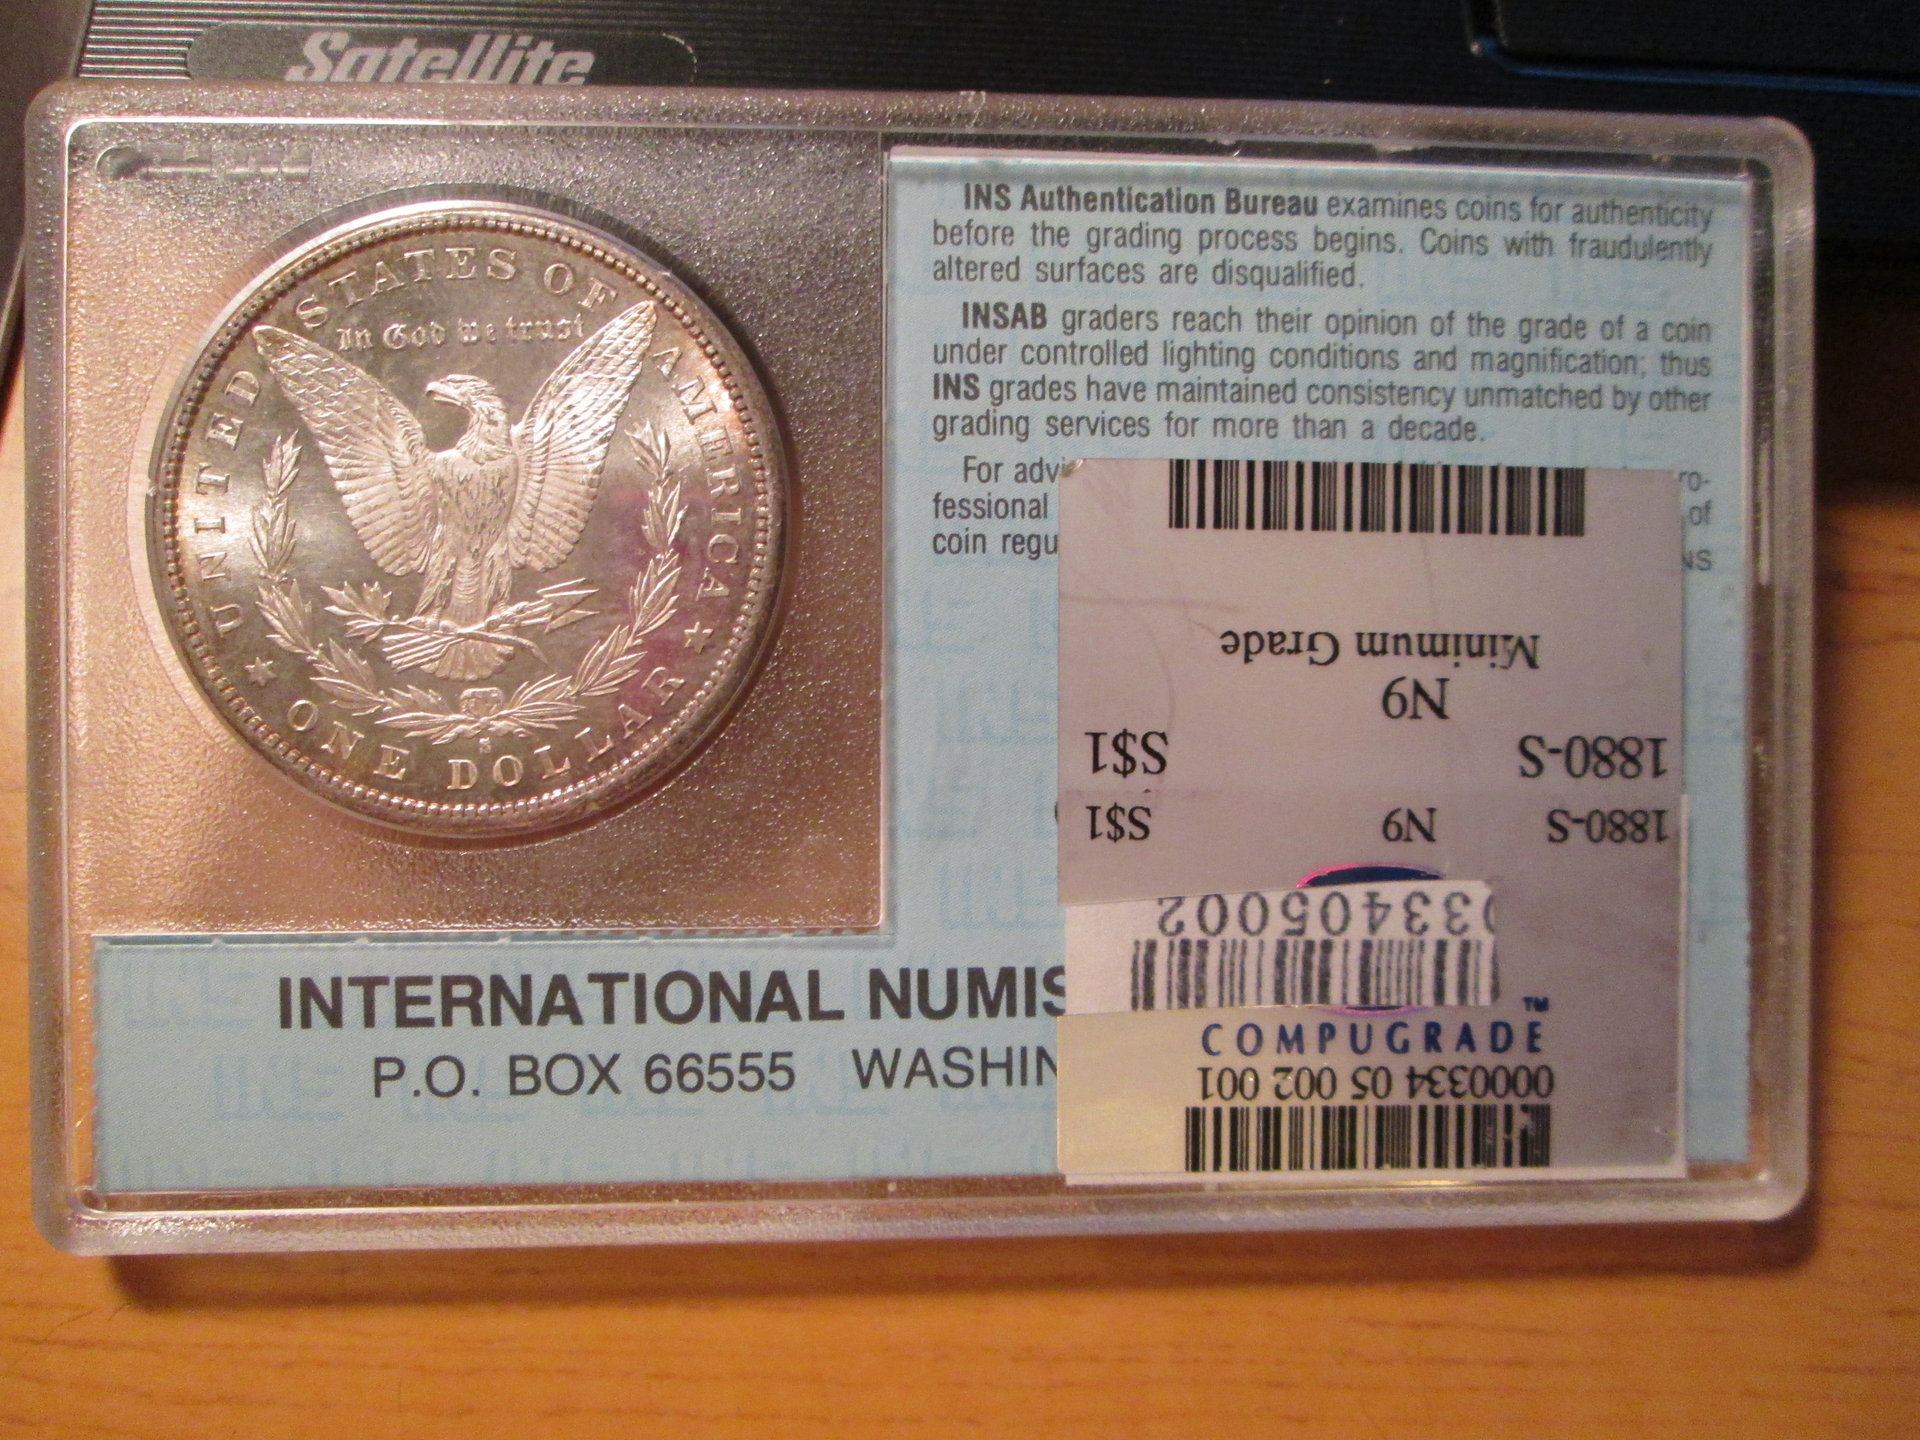 Satellite
UNITED STATES OF AMERICA
In God we trust
S
ONE DOLLAR
INS Authentication Bureau examines coins for authenticity
before the grading process begins. Coins with fraudulently
altered surfaces are disqualified.
INSAB graders reach their opinion of the grade of a coin
under controlled lighting conditions and magnification; thus
INS grades have maintained consistency unmatched by other
grading services for more than a decade.
For ro-
fessional of
coin NS
INTERNATIONAL
P.O. BOX 66555
COMPUGRADE ™
0000334 05 002 001
033405002
1880-S N9 S$1
1880-S S$1
N9
Minimum Grade